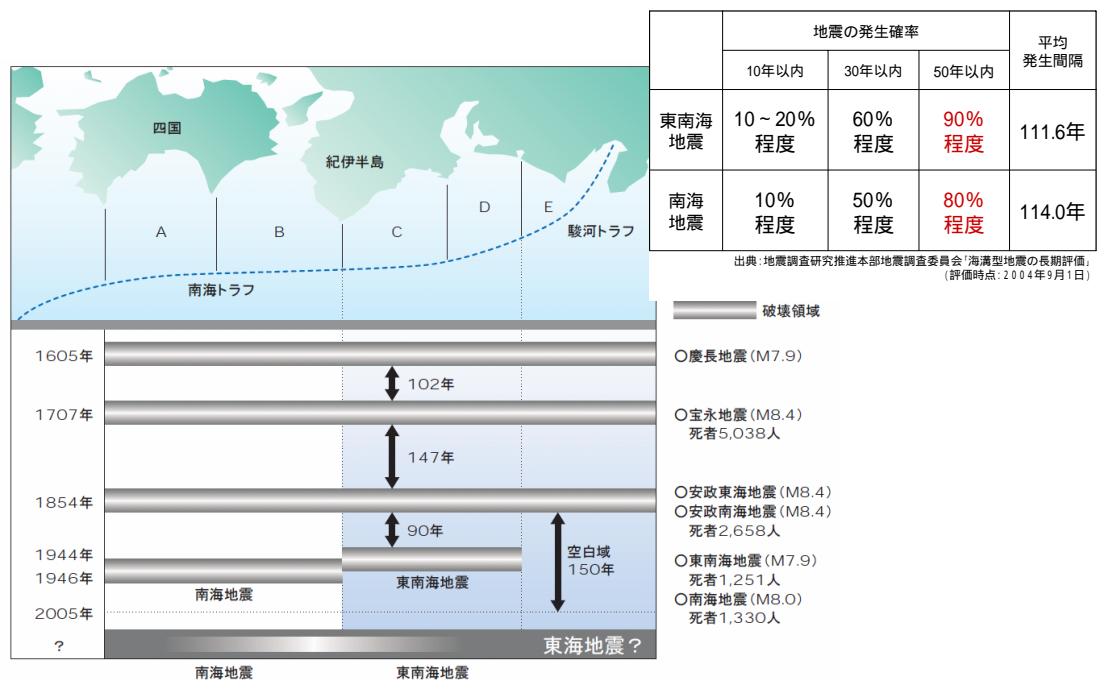 地震の発生確率
平均
発生間隔
10年以内
30年以内
50年以内
東南海
地震
10～20%
程度
60%
程度
90%
程度
111.6年
南海
地震
10%
程度
50%
程度
80%
程度
114.0年
出典：地震調査研究推進本部地震調査委員会「海溝型地震の長期評価」
(評価時点：2004年9月1日)
四国
紀伊半島
A
B
C
D
E
駿河トラフ
南海トラフ
破壊領域
1605年
○慶長地震(M7.9)
102年
1707年
○宝永地震(M8.4)
死者5,038人
147年
1854年
○安政東海地震(M8.4)
○安政南海地震(M8.4)
死者2,658人
90年
空白域
150年
1944年
1946年
南海地震
東南海地震
○東南海地震(M7.9)
死者1,251人
○南海地震(M8.0)
死者1,330人
2005年
?
東海地震？
南海地震
東南海地震